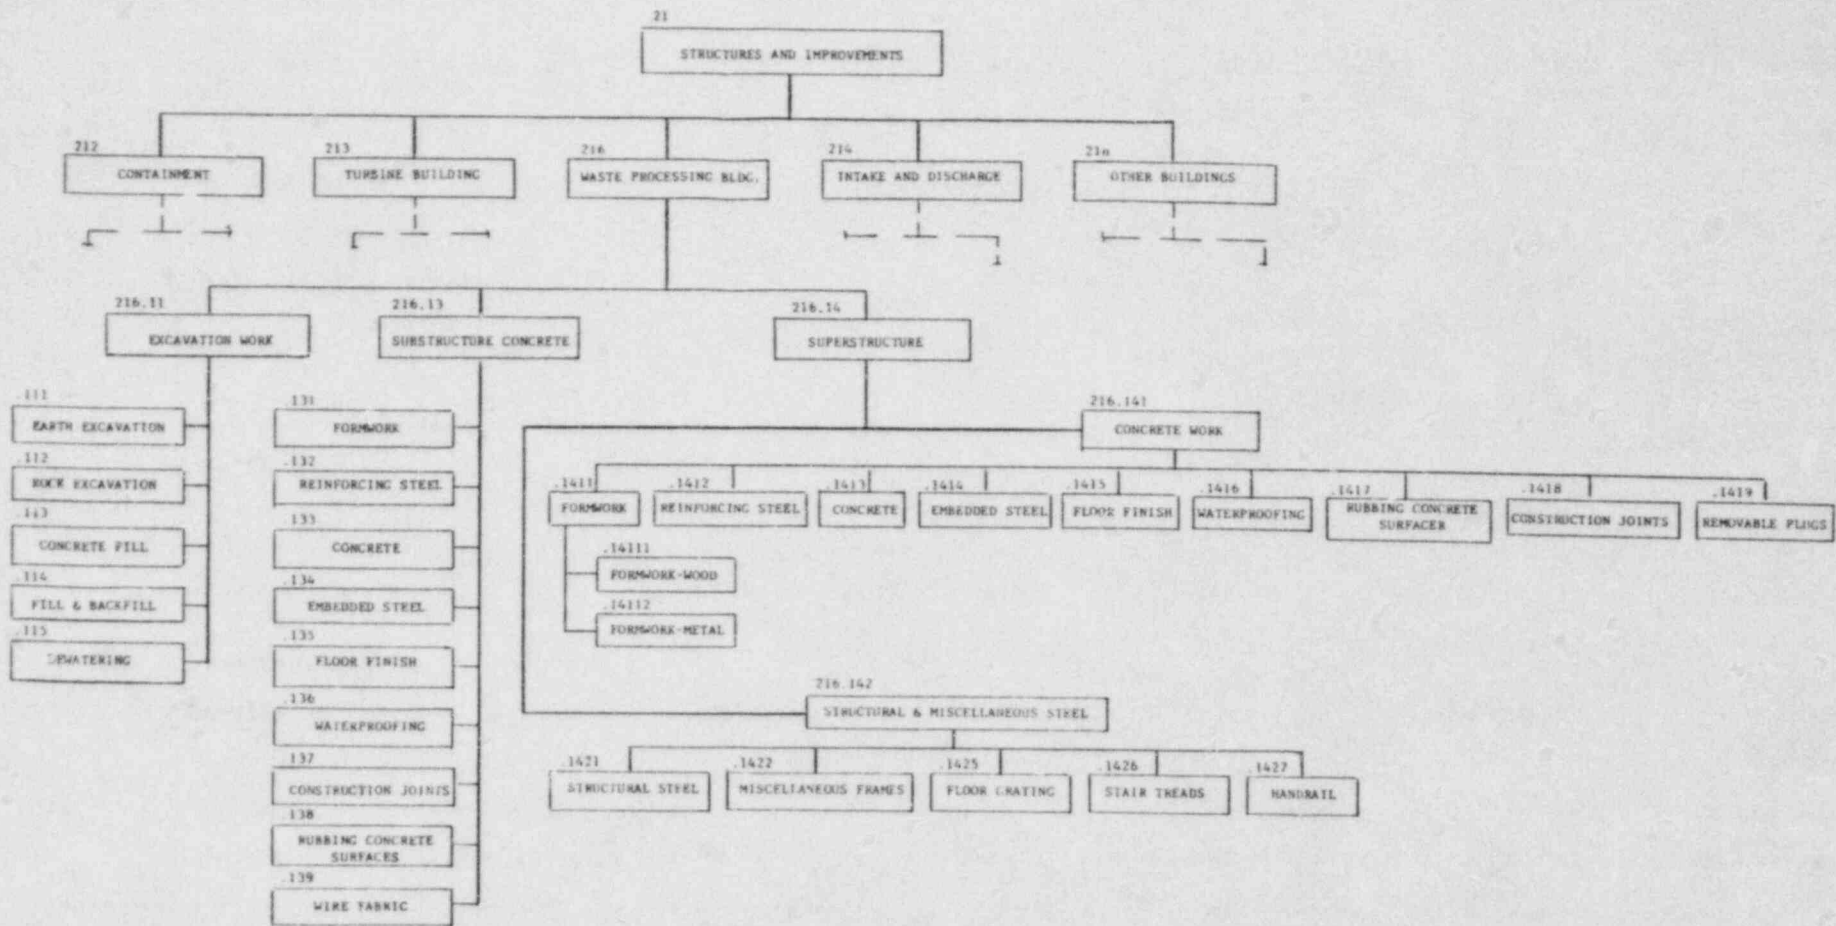 21
STRUCTURES AND IMPROVEMENTS
212
CONTAINMENT
213
TURBINE BUILDING
216
WASTE PROCESSING BLDG.
214
INTAKE AND DISCHARGE
21n
OTHER BUILDINGS
216.11
EXCAVATION WORK
216.13
SUBSTRUCTURE CONCRETE
216.14
SUPERSTRUCTURE
.111
EARTH EXCAVATION
.112
ROCK EXCAVATION
.113
CONCRETE FILL
.114
FILL & BACKFILL
.115
DEWATERING
.131
FORMWORK
.132
REINFORCING STEEL
.133
CONCRETE
.134
EMBEDDED STEEL
.135
FLOOR FINISH
.136
WATERPROOFING
.137
CONSTRUCTION JOINTS
.138
RUBBING CONCRETE
SURFACES
.139
WIRE FABRIC
216.141
CONCRETE WORK
.1411
FORMWORK
.1412
REINFORCING STEEL
.1413
CONCRETE
.1414
EMBEDDED STEEL
.1415
FLOOR FINISH
.1416
WATERPROOFING
.1417
RUBBING CONCRETE
SURFACER
.1418
CONSTRUCTION JOINTS
.1419
REMOVABLE PLUGS
.14111
FORMWORK-WOOD
.14112
FORMWORK-METAL
216.142
STRUCTURAL & MISCELLANEOUS STEEL
.1421
STRUCTURAL STEEL
.1422
MISCELLANEOUS FRAMES
.1425
FLOOR GRATING
.1426
STAIR TREADS
.1427
HANDRAIL